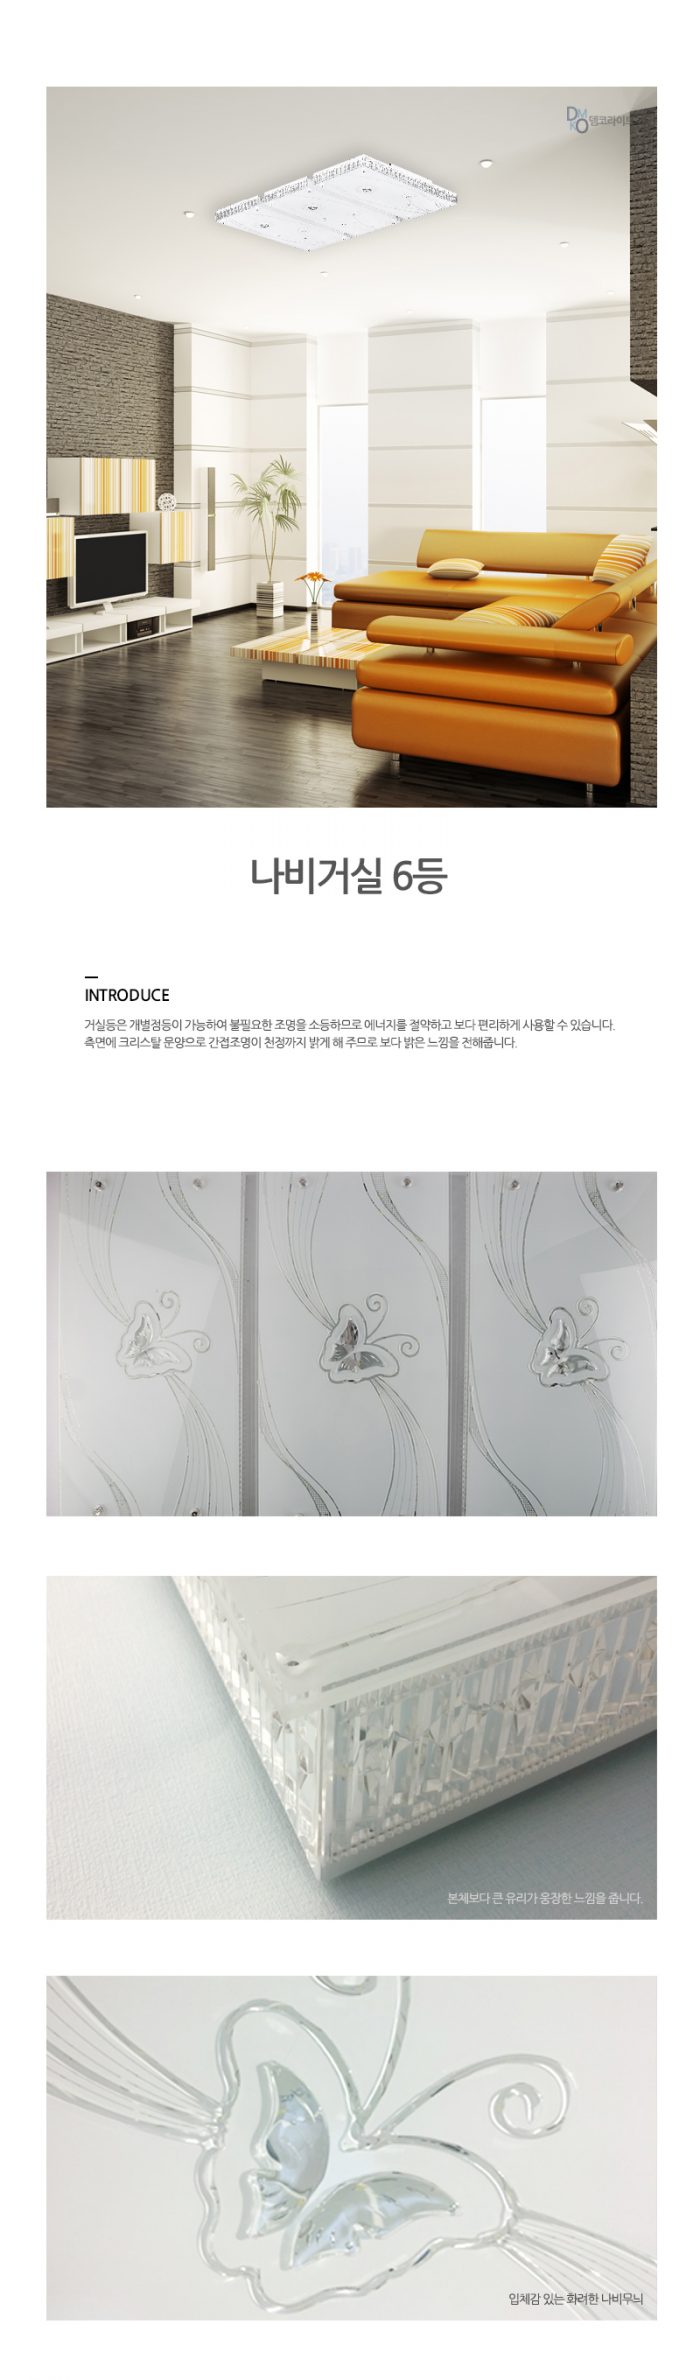 DMKO 뎀코라이트
나비거실 6등
INTRODUCE
거실등은 개별점등이 가능하여 불필요한 조명을 소등하므로 에너지를 절약하고 보다 편리하게 사용할 수 있습니다.
측면에 크리스탈 문양으로 간접조명이 천정까지 밝게 해 주므로 보다 밝은 느낌을 전해줍니다.
본체보다 큰 유리가 웅장한 느낌을 줍니다.
입체감 있는 화려한 나비무늬